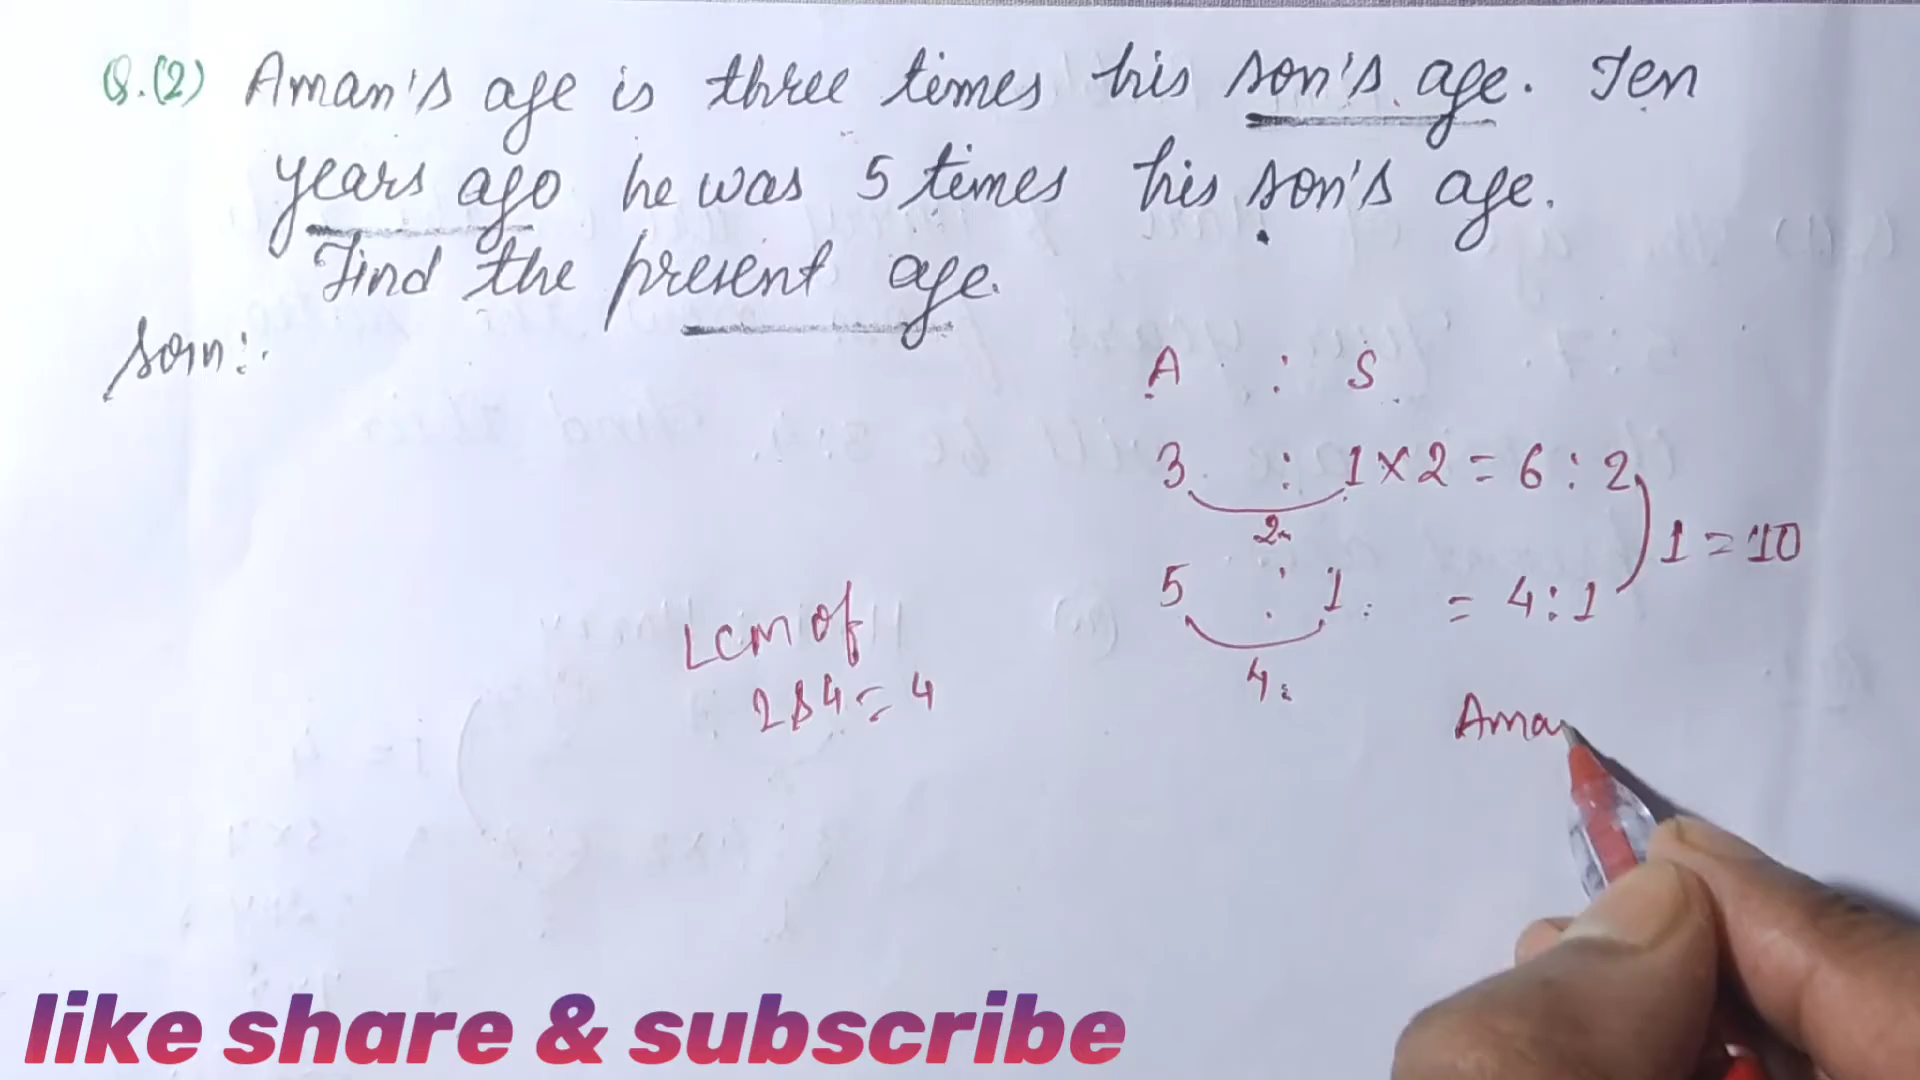 Q.(2) Aman's age is three times his son's age. Ten
years ago he was 5 times his son's age.
Find the present age.
Soln:.
A : S
3 : 1 × 2 = 6 : 2
2
1 = 10
5 : 1 = 4 : 1
4
LCM of
2 & 4 = 4
Ama
like share & subscribe